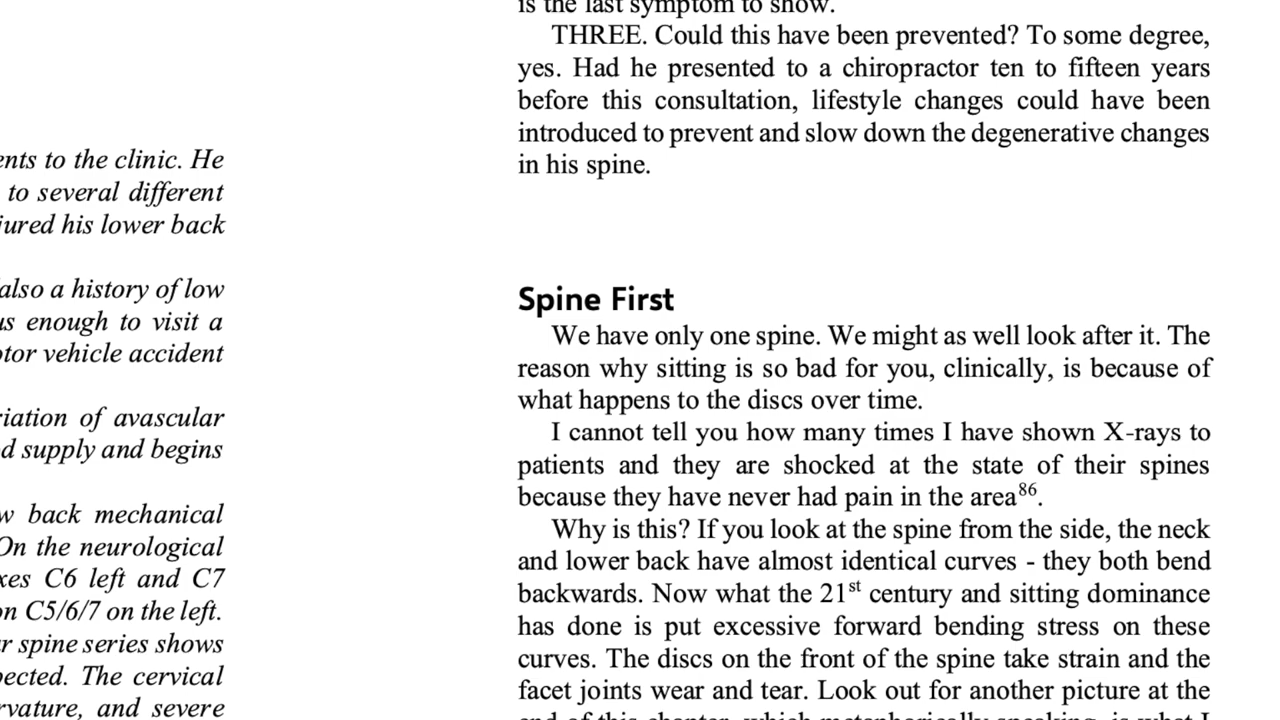 ents to the clinic. He
to several different
jured his lower back
also a history of low
us enough to visit a
otor vehicle accident
riation of avascular
d supply and begins
w back mechanical
On the neurological
xes C6 left and C7
on C5/6/7 on the left.
r spine series shows
pected. The cervical
rvature, and severe
is the last symptom to show.
THREE. Could this have been prevented? To some degree,
yes. Had he presented to a chiropractor ten to fifteen years
before this consultation, lifestyle changes could have been
introduced to prevent and slow down the degenerative changes
in his spine.
Spine First
We have only one spine. We might as well look after it. The
reason why sitting is so bad for you, clinically, is because of
what happens to the discs over time.
I cannot tell you how many times I have shown X-rays to
patients and they are shocked at the state of their spines
because they have never had pain in the area86.
Why is this? If you look at the spine from the side, the neck
and lower back have almost identical curves - they both bend
backwards. Now what the 21st century and sitting dominance
has done is put excessive forward bending stress on these
curves. The discs on the front of the spine take strain and the
facet joints wear and tear. Look out for another picture at the
end of this chapter, which metaphorically speaking, is what I